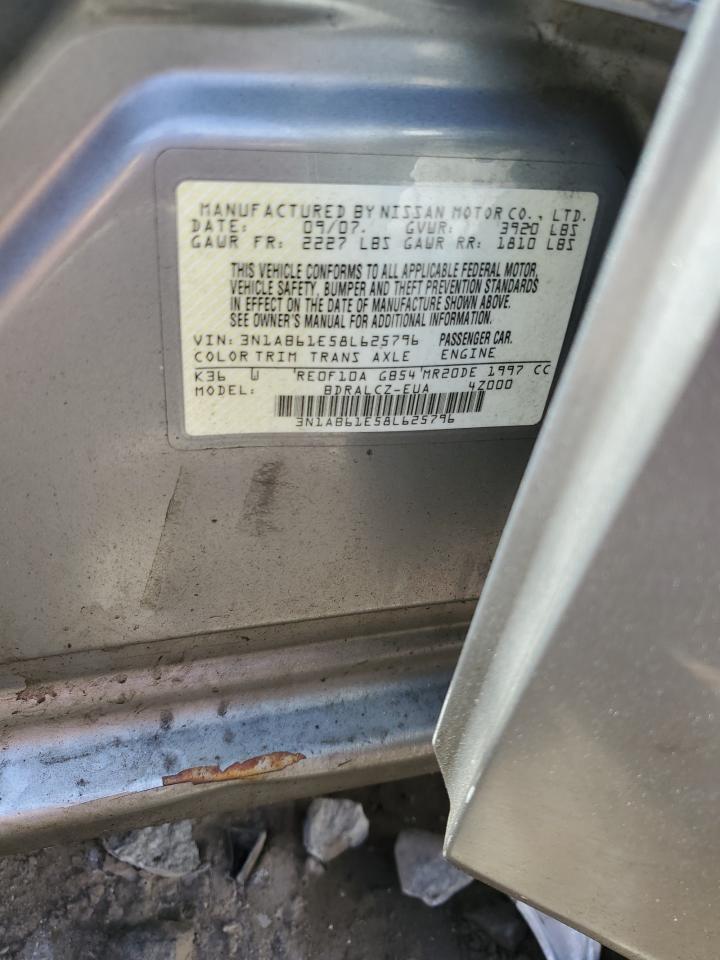 MANUFACTURED BY NISSAN MOTOR CO., LTD.
DATE: 09/07. GVWR: 3920 LBS
GAWR FR: 2227 LBS GAWR RR: 1810 LBS
THIS VEHICLE CONFORMS TO ALL APPLICABLE FEDERAL MOTOR,
VEHICLE SAFETY, BUMPER AND THEFT PREVENTION STANDARDS
IN EFFECT ON THE DATE OF MANUFACTURE SHOWN ABOVE.
SEE OWNER'S MANUAL FOR ADDITIONAL INFORMATION.
VIN: 3N1AB61E58L625796 PASSENGER CAR.
COLOR TRIM TRANS AXLE ENGINE
K36 W RE0F10A GB54 MR20DE 1997 CC
MODEL: BDRALCZ-EUA 4Z000
3N1AB61E58L625796